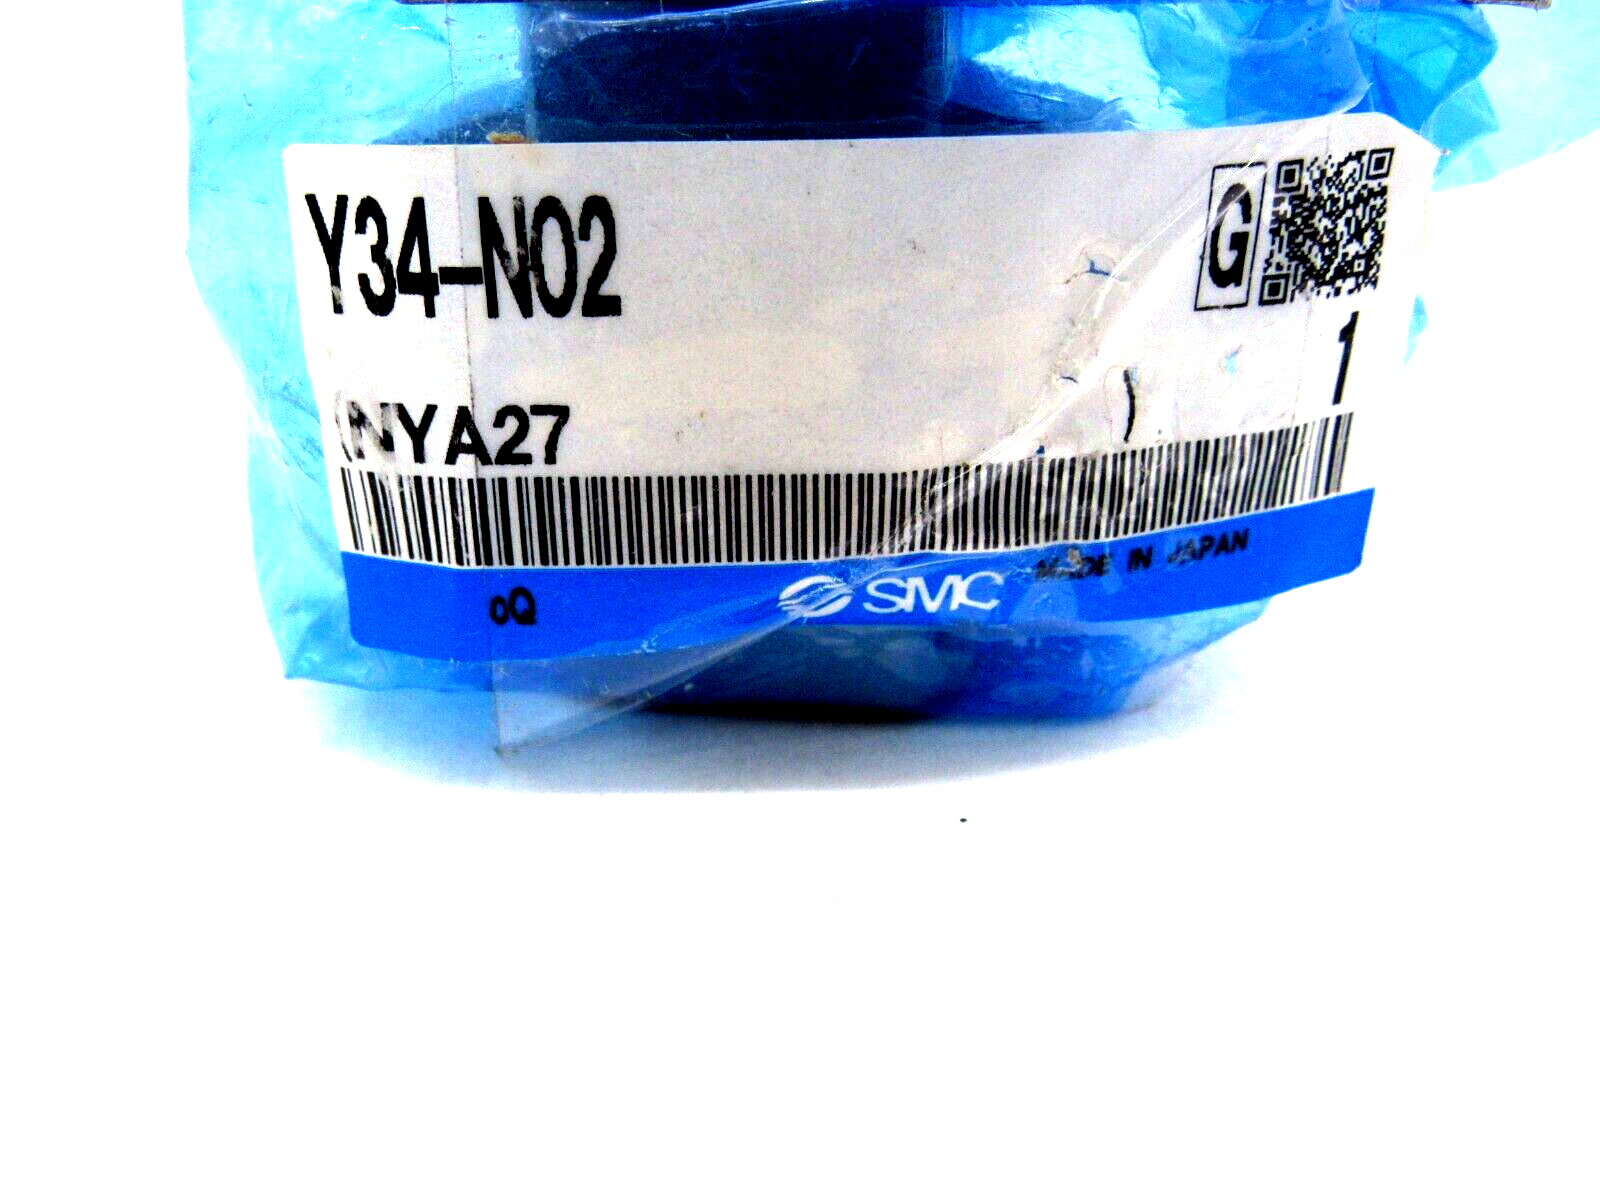 Y34-N02
G
1
(NYA27 )
oQ
SMC
MADE IN JAPAN